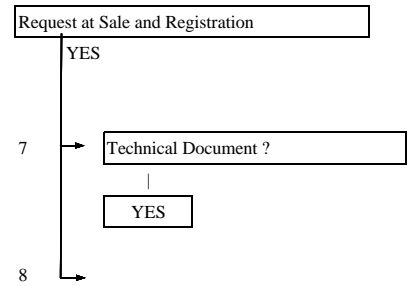 Request at Sale and Registration
YES
7 Technical Document ?
|
YES
8